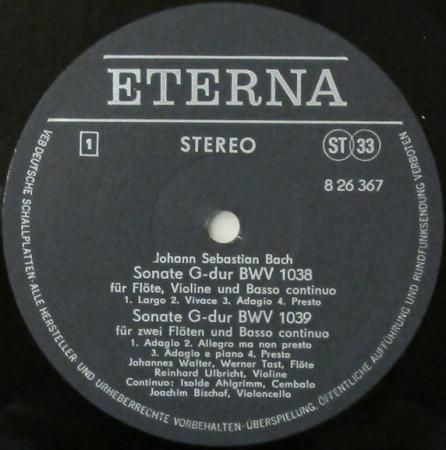 ETERNA
1 STEREO ST 33
8 26 367
Johann Sebastian Bach
Sonate G-dur BWV 1038
für Flöte, Violine und Basso continuo
1. Largo 2. Vivace 3. Adagio 4. Presto
Sonate G-dur BWV 1039
für zwei Flöten und Basso continuo
1. Adagio 2. Allegro ma non presto
3. Adagio e piano 4. Presto
Johannes Walter, Werner Tast, Flöte
Reinhard Ulbricht, Violine
Continuo: Isolde Ahlgrimm, Cembalo
Joachim Bischof, Violoncello
VEB DEUTSCHE SCHALLPLATTEN · ALLE HERSTELLER- UND URHEBERRECHTE VORBEHALTEN · ÜBERSPIELUNG, ÖFFENTLICHE AUFFÜHRUNG UND RUNDFUNKSENDUNG VERBOTEN